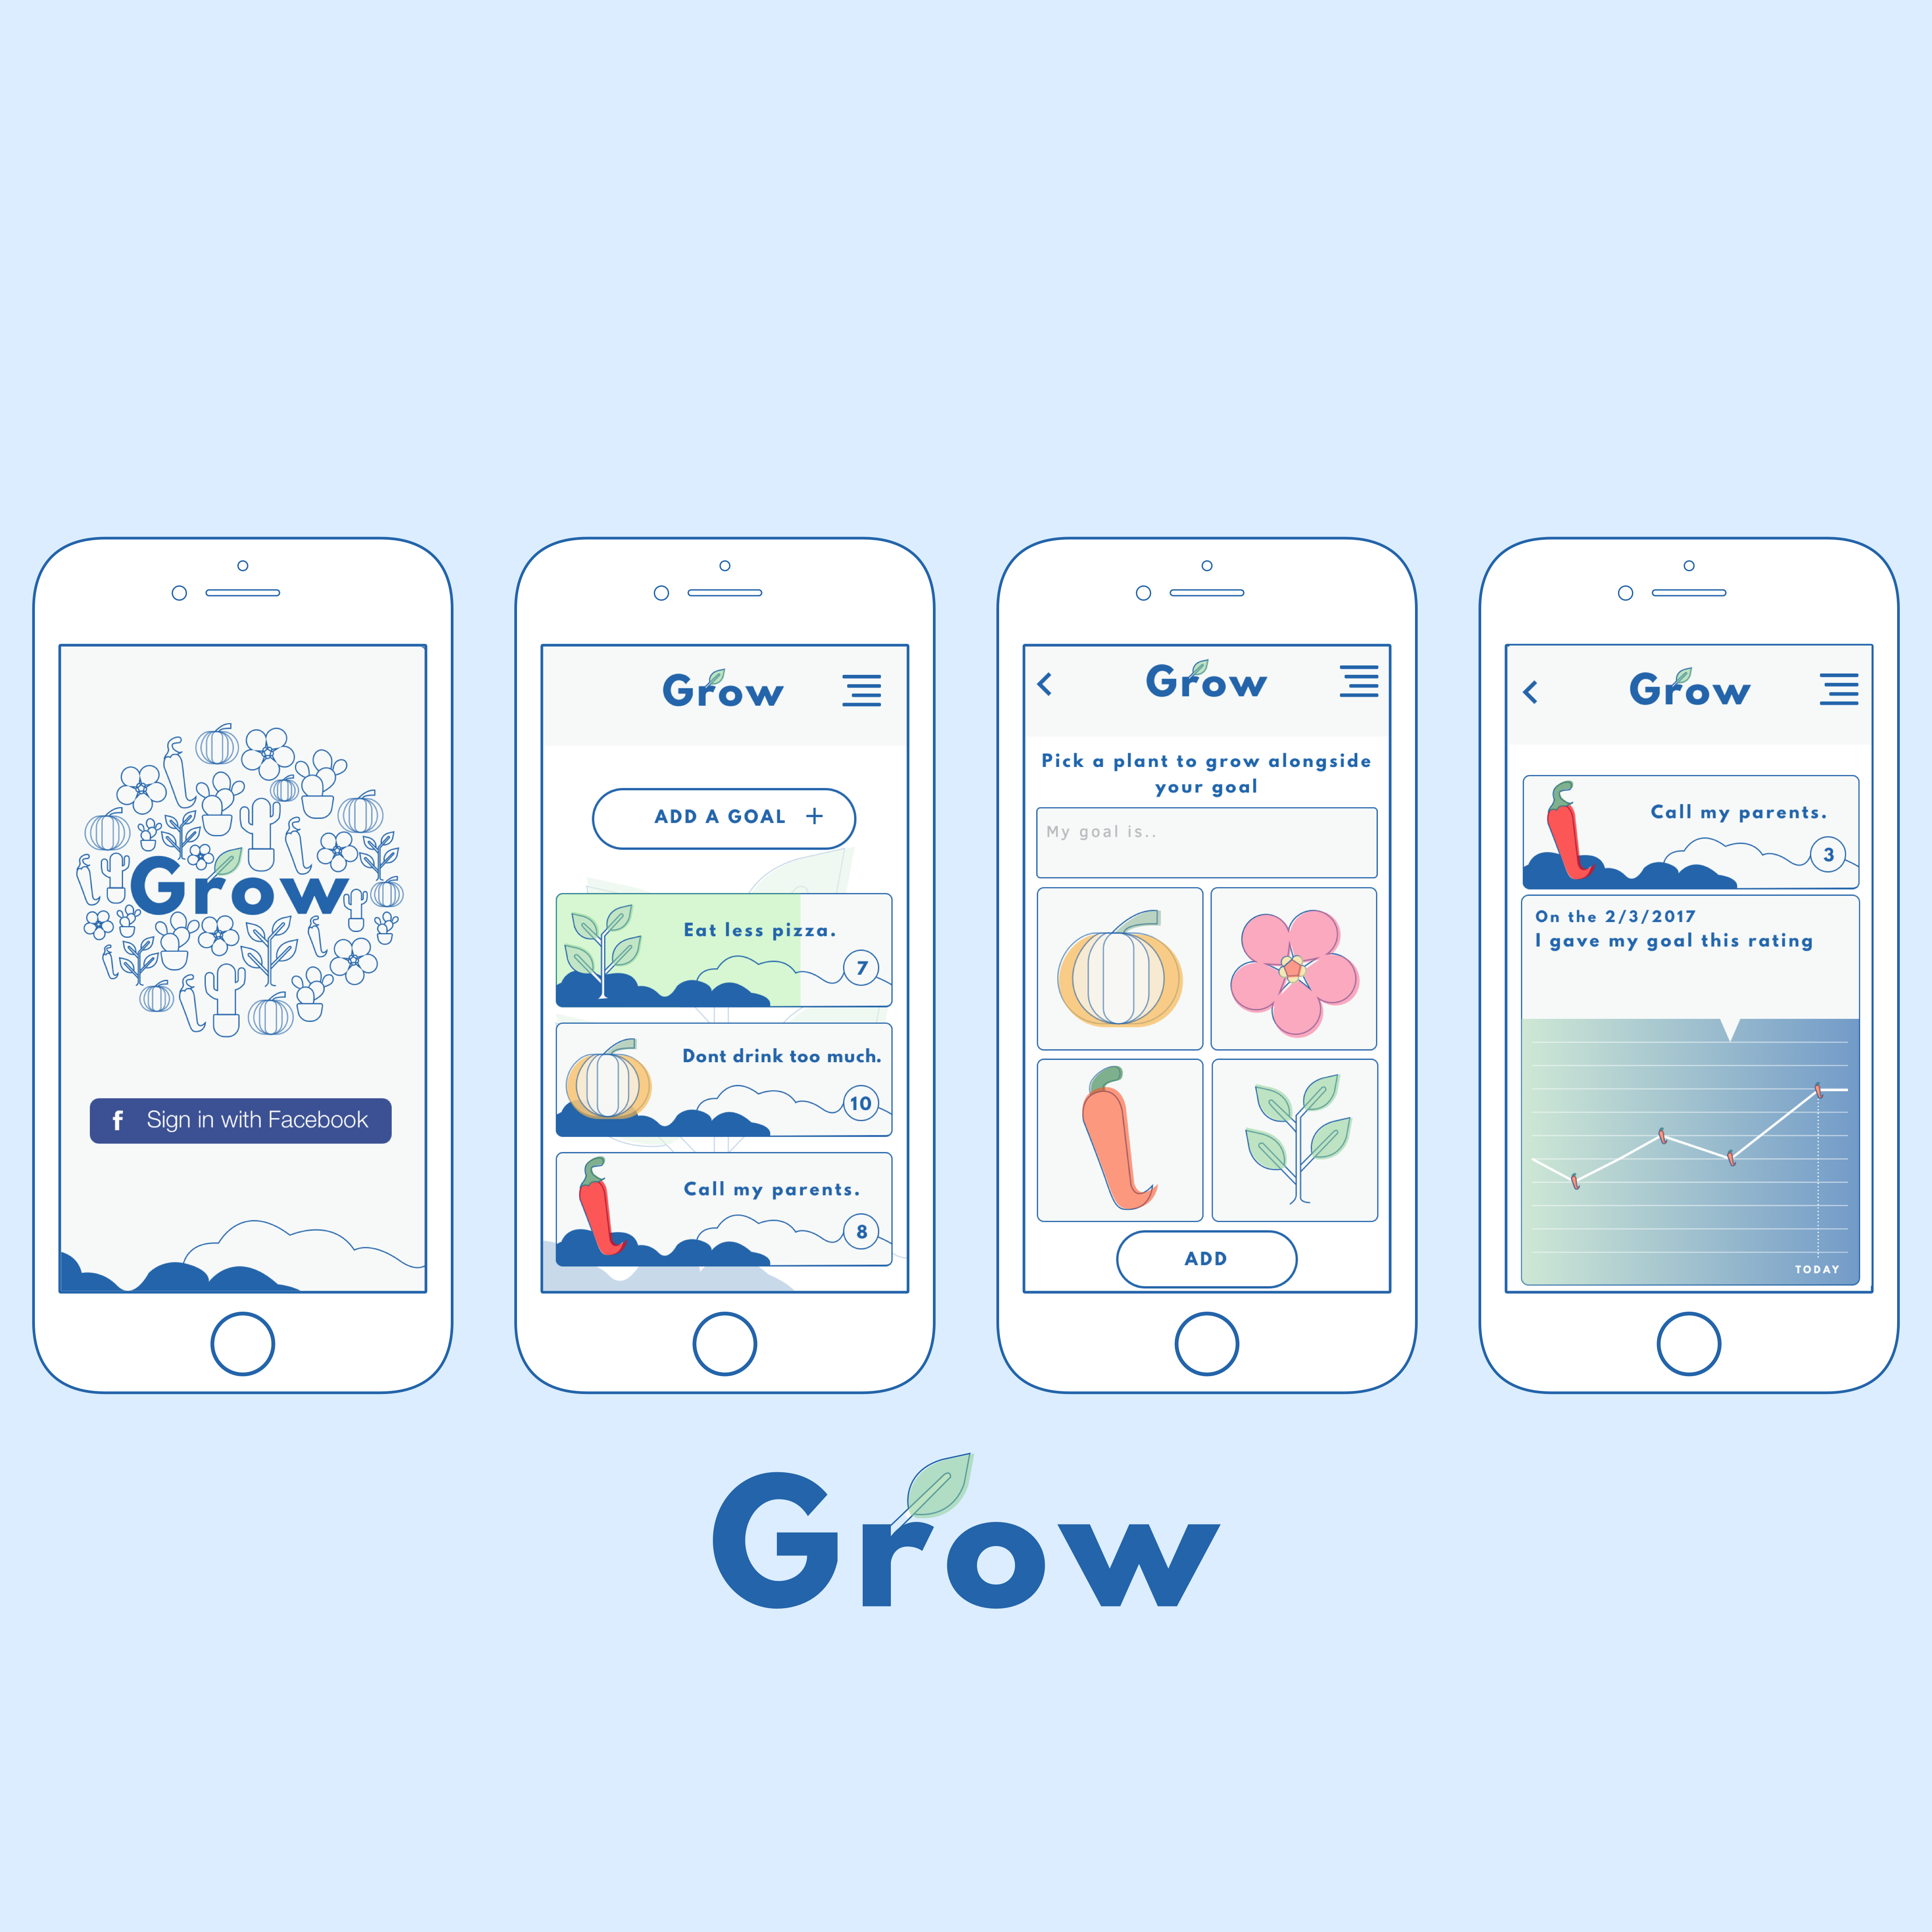 Grow
f Sign in with Facebook
Grow
ADD A GOAL +
Eat less pizza.
7
Dont drink too much.
10
Call my parents.
8
Grow
Pick a plant to grow alongside
your goal
My goal is..
ADD
Grow
Call my parents.
3
On the 2/3/2017
I gave my goal this rating
TODAY
Grow